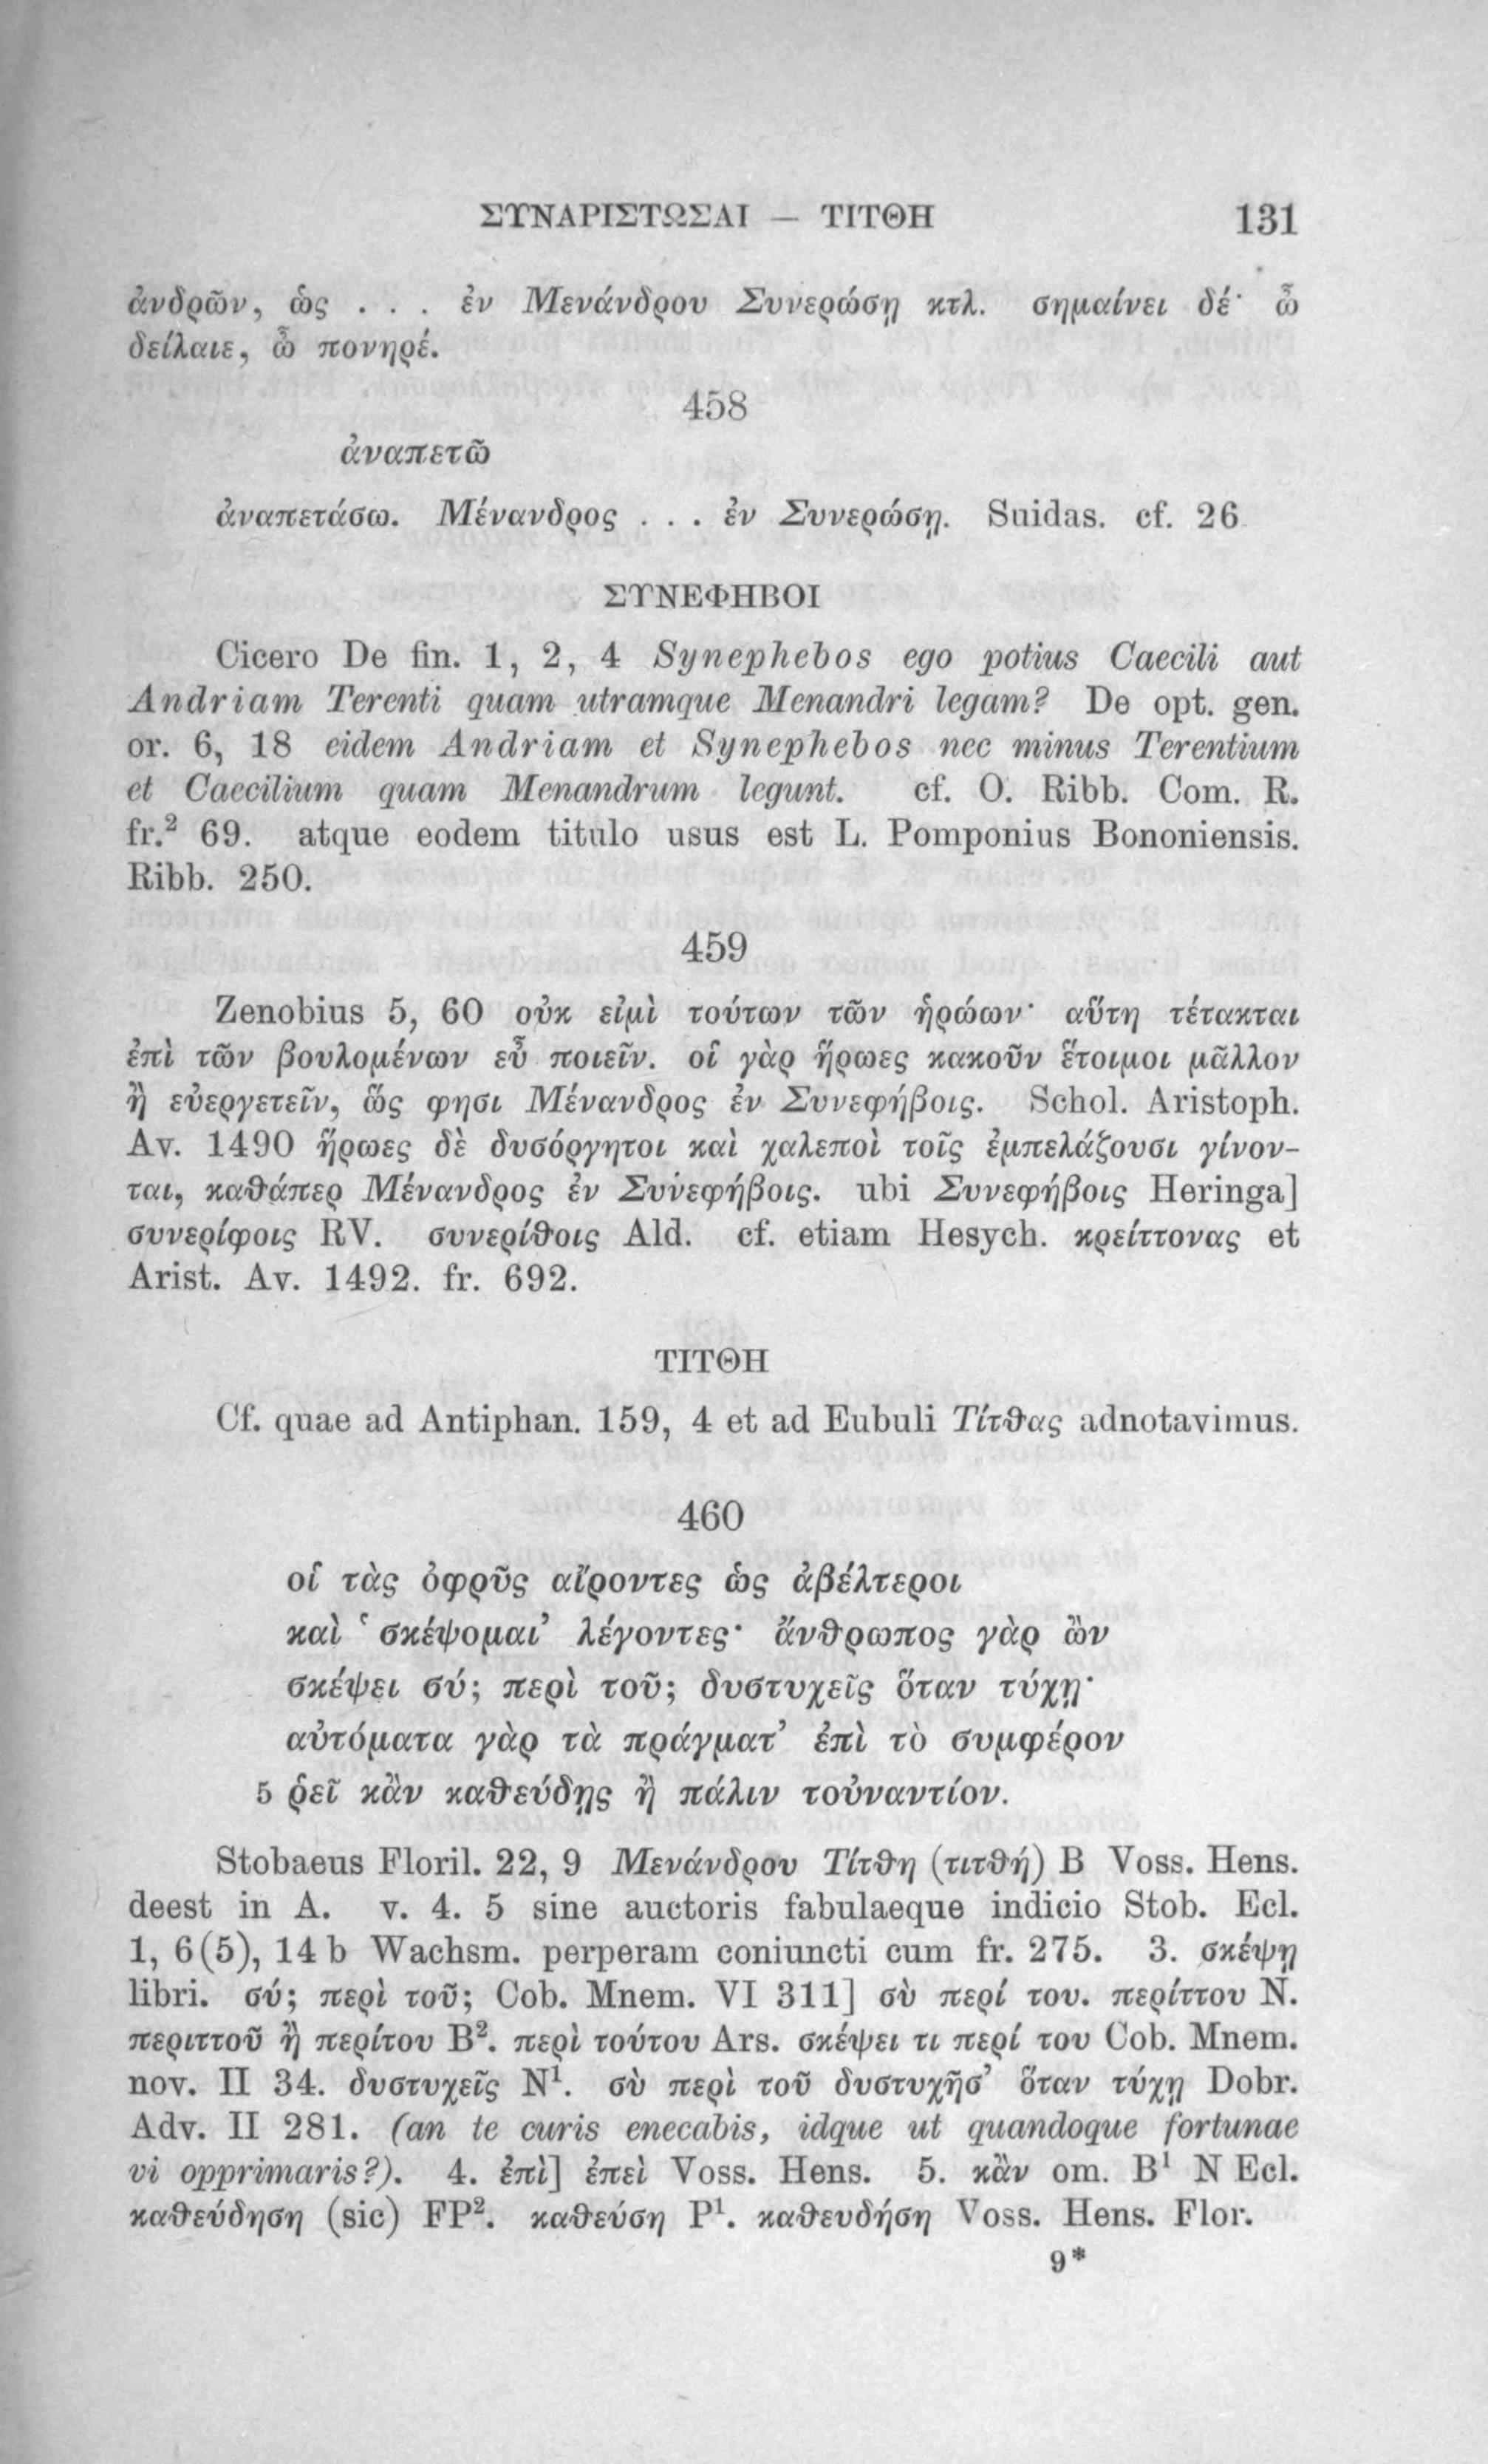 ΣΥΝΑΡΙΣΤΩΣΑΙ — ΤΙΤΘΗ 131
ἀνδρῶν, ὡς . . . ἐν Μενάνδρου Συνερώσῃ κτλ. σημαίνει δέ· ὦ
δείλαιε, ὦ πονηρέ.
458
ἀναπετῶ
ἀναπετάσω. Μένανδρος . . . ἐν Συνερώσῃ. Suidas. cf. 26
ΣΥΝΕΦΗΒΟΙ
Cicero De fin. 1, 2, 4 Synephebos ego potius Caecili aut
Andriam Terenti quam utramque Menandri legam? De opt. gen.
or. 6, 18 eidem Andriam et Synephebos nec minus Terentium
et Caecilium quam Menandrum legunt. cf. O. Ribb. Com. R.
fr.² 69. atque eodem titulo usus est L. Pomponius Bononiensis.
Ribb. 250.
459
Zenobius 5, 60 οὐκ εἰμὶ τούτων τῶν ἡρώων· αὕτη τέτακται
ἐπὶ τῶν βουλομένων εὖ ποιεῖν. οἱ γὰρ ἥρωες κακοῦν ἕτοιμοι μᾶλλον
ἢ εὐεργετεῖν, ὥς φησι Μένανδρος ἐν Συνεφήβοις. Schol. Aristoph.
Av. 1490 ἥρωες δὲ δυσόργητοι καὶ χαλεποὶ τοῖς ἐμπελάζουσι γίνον-
ται, καθάπερ Μένανδρος ἐν Συνεφήβοις. ubi Συνεφήβοις Heringa]
συνερίφοις RV. συνερίθοις Ald. cf. etiam Hesych. κρείττονας et
Arist. Av. 1492. fr. 692.
ΤΙΤΘΗ
Cf. quae ad Antiphan. 159, 4 et ad Eubuli Τίτθας adnotavimus.
460
οἱ τὰς ὀφρῦς αἴροντες ὡς ἀβέλτεροι
καὶ ‘σκέψομαι’ λέγοντες· ἄνθρωπος γὰρ ὢν
σκέψει σύ; περὶ τοῦ; δυστυχεῖς ὅταν τύχῃ·
αὐτόματα γὰρ τὰ πράγματ’ ἐπὶ τὸ συμφέρον
5 ῥεῖ κἂν καθεύδῃς ἢ πάλιν τοὐναντίον.
Stobaeus Floril. 22, 9 Μενάνδρου Τίτθη (τιτθή) B Voss. Hens.
deest in A. v. 4. 5 sine auctoris fabulaeque indicio Stob. Ecl.
1, 6(5), 14 b Wachsm. perperam coniuncti cum fr. 275. 3. σκέψῃ
libri. σύ; περὶ τοῦ; Cob. Mnem. VI 311] σὺ περί του. περίττου N.
περιττοῦ ἢ περίτου B². περὶ τούτου Ars. σκέψει τι περί του Cob. Mnem.
nov. II 34. δυστυχεῖς N¹. σὺ περὶ τοῦ δυστυχῆσ’ ὅταν τύχῃ Dobr.
Adv. II 281. (an te curis enecabis, idque ut quandoque fortunae
vi opprimaris?). 4. ἐπὶ] ἐπεὶ Voss. Hens. 5. κἂν om. B¹ N Ecl.
καθεύδηση (sic) FP². καθεύση P¹. καθευδήση Voss. Hens. Flor.
9*